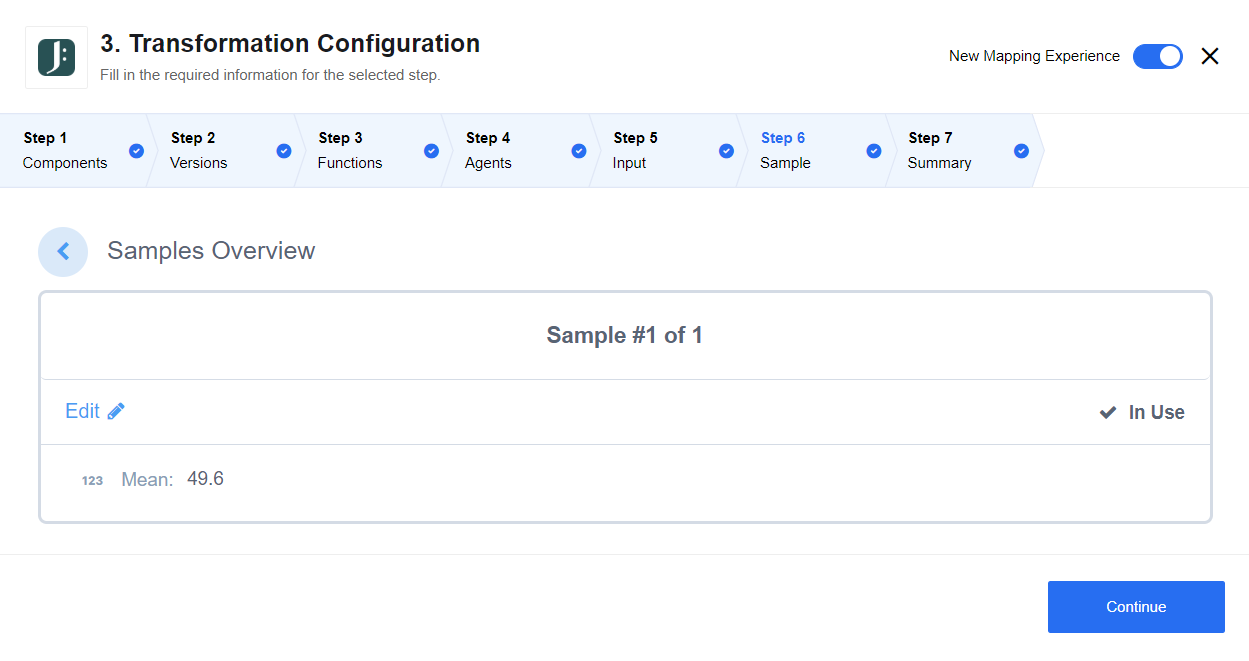 3. Transformation Configuration
Fill in the required information for the selected step.
New Mapping Experience
Step 1
Components
Step 2
Versions
Step 3
Functions
Step 4
Agents
Step 5
Input
Step 6
Sample
Step 7
Summary
Samples Overview
Sample #1 of 1
Edit
In Use
123 Mean: 49.6
Continue